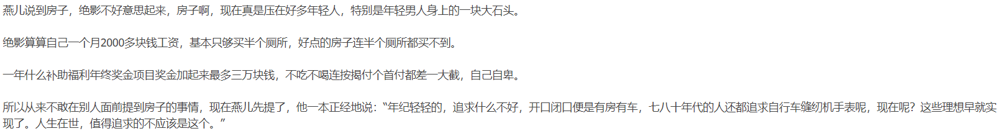 燕儿说到房子，绝影不好意思起来，房子啊，现在真是压在好多年轻人，特别是年轻男人身上的一块大石头。
绝影算算自己一个月2000多块钱工资，基本只够买半个厕所，好点的房子连半个厕所都买不到。
一年什么补助福利年终奖金项目奖金加起来最多三万块钱，不吃不喝连按揭付个首付都差一大截，自己自卑。
所以从来不敢在别人面前提到房子的事情，现在燕儿先提了，他一本正经地说：“年纪轻轻的，追求什么不好，开口闭口便是有房有车，七八十年代的人还都追求自行车缝纫机手表呢，现在呢？这些理想早就实
现了。人生在世，值得追求的不应该是这个。”